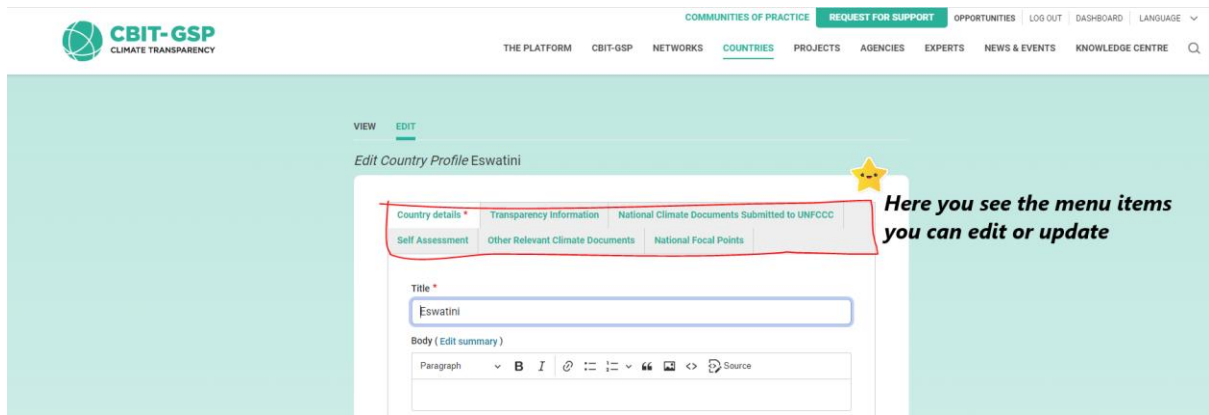 COMMUNITIES OF PRACTICE REQUEST FOR SUPPORT OPPORTUNITIES LOG OUT DASHBOARD LANGUAGE
CBIT-GSP
CLIMATE TRANSPARENCY
THE PLATFORM CBIT-GSP NETWORKS COUNTRIES PROJECTS AGENCIES EXPERTS NEWS & EVENTS KNOWLEDGE CENTRE
VIEW EDIT
Edit Country Profile Eswatini
Country details * Transparency Information National Climate Documents Submitted to UNFCCC
Self Assessment Other Relevant Climate Documents National Focal Points
Here you see the menu items
you can edit or update
Title *
Eswatini
Body (Edit summary)
Paragraph B I Source